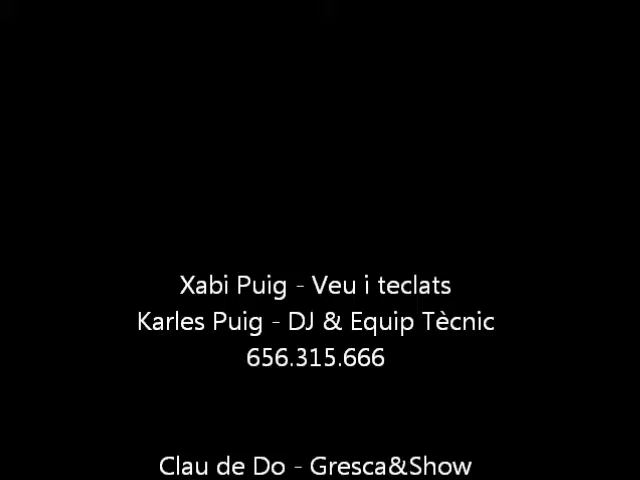 Xabi Puig - Veu i teclats
Karles Puig - DJ & Equip Tècnic
656.315.666
Clau de Do - Gresca&Show